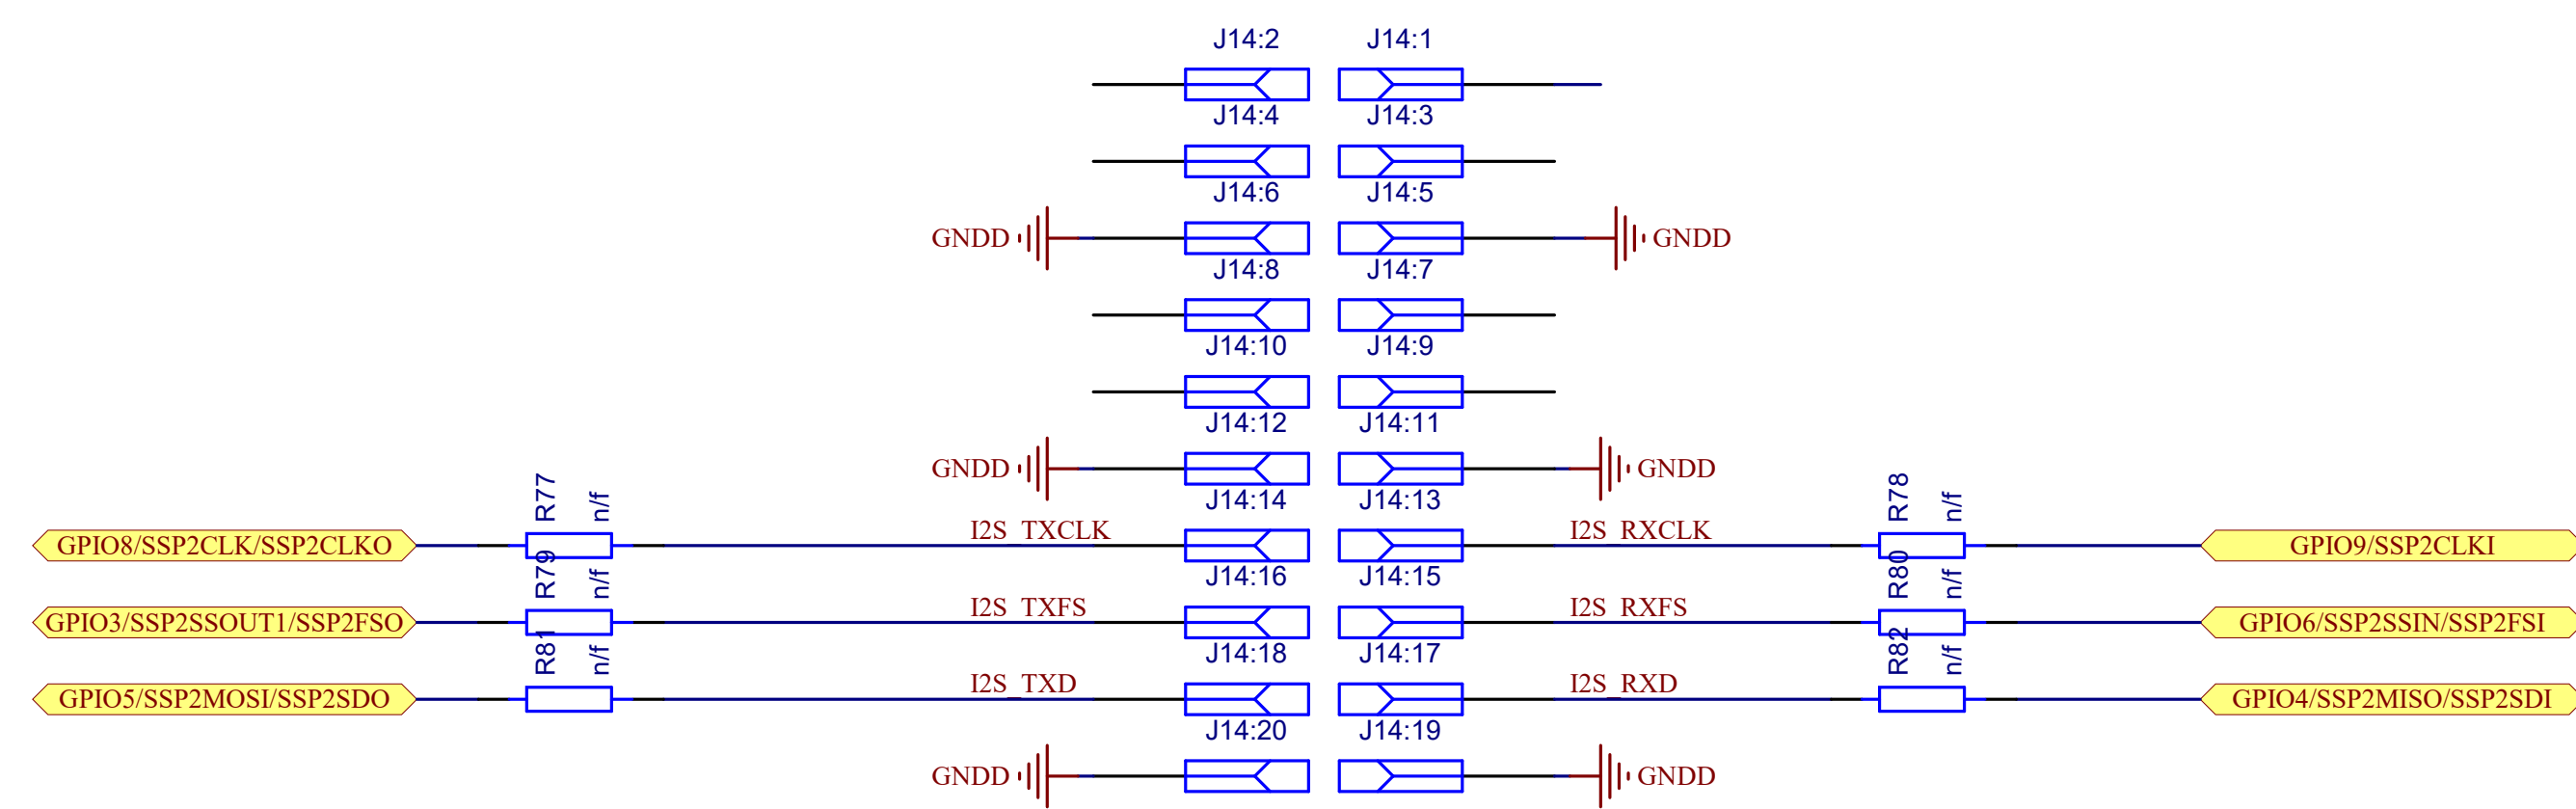 J14:2 J14:1
J14:4 J14:3
J14:6 J14:5
GNDD GNDD
J14:8 J14:7
J14:10 J14:9
J14:12 J14:11
GNDD GNDD
R77 n/f J14:14 J14:13 R78 n/f
GPIO8/SSP2CLK/SSP2CLKO I2S_TXCLK I2S_RXCLK GPIO9/SSP2CLKI
R79 n/f J14:16 J14:15 R80 n/f
GPIO3/SSP2SSOUT1/SSP2FSO I2S_TXFS I2S_RXFS GPIO6/SSP2SSIN/SSP2FSI
R81 n/f J14:18 J14:17 R82 n/f
GPIO5/SSP2MOSI/SSP2SDO I2S_TXD I2S_RXD GPIO4/SSP2MISO/SSP2SDI
J14:20 J14:19
GNDD GNDD